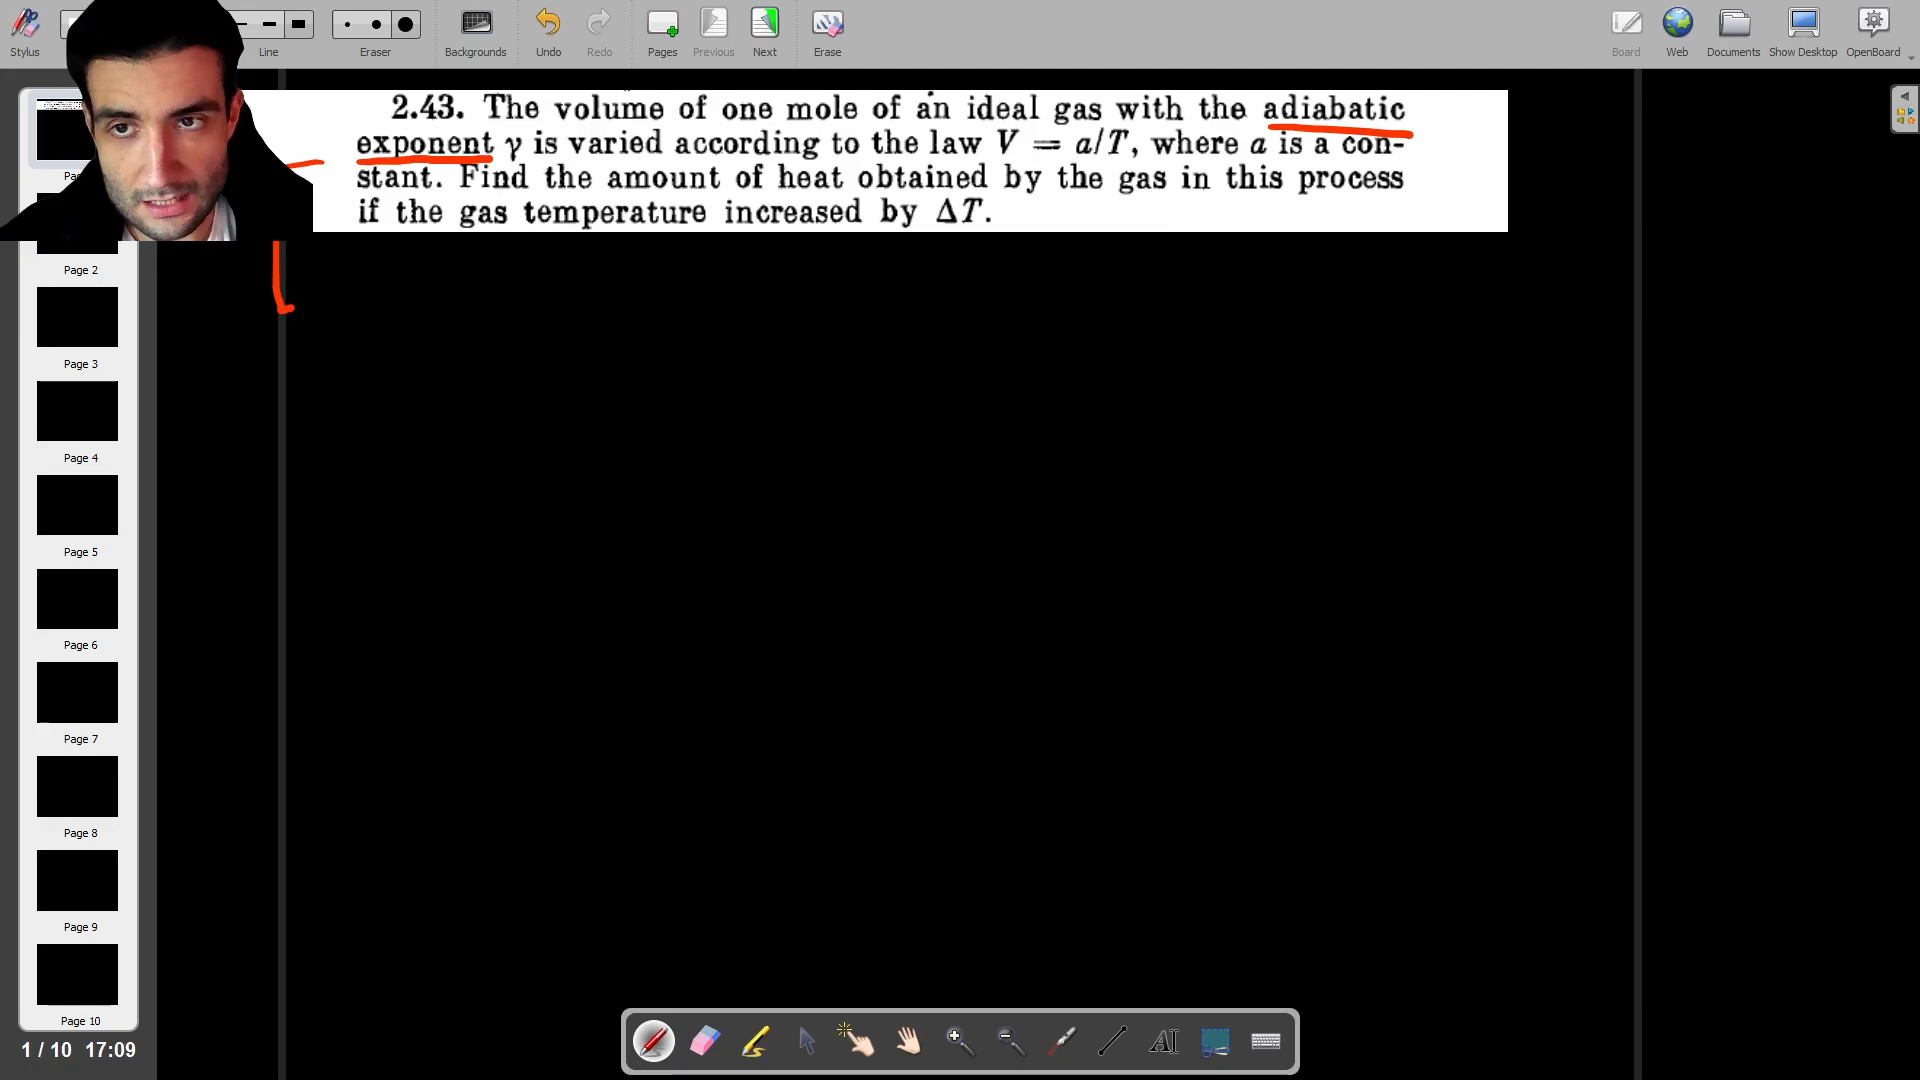 Stylus
Line
Eraser
Backgrounds
Undo
Redo
Pages
Previous
Next
Erase
Board
Web
Documents
Show Desktop
OpenBoard
2.43. The volume of one mole of an ideal gas with the adiabatic
exponent γ is varied according to the law V = a/T, where a is a con-
stant. Find the amount of heat obtained by the gas in this process
if the gas temperature increased by ΔT.
Page 2
Page 3
Page 4
Page 5
Page 6
Page 7
Page 8
Page 9
Page 10
1 / 10 17:09
AI